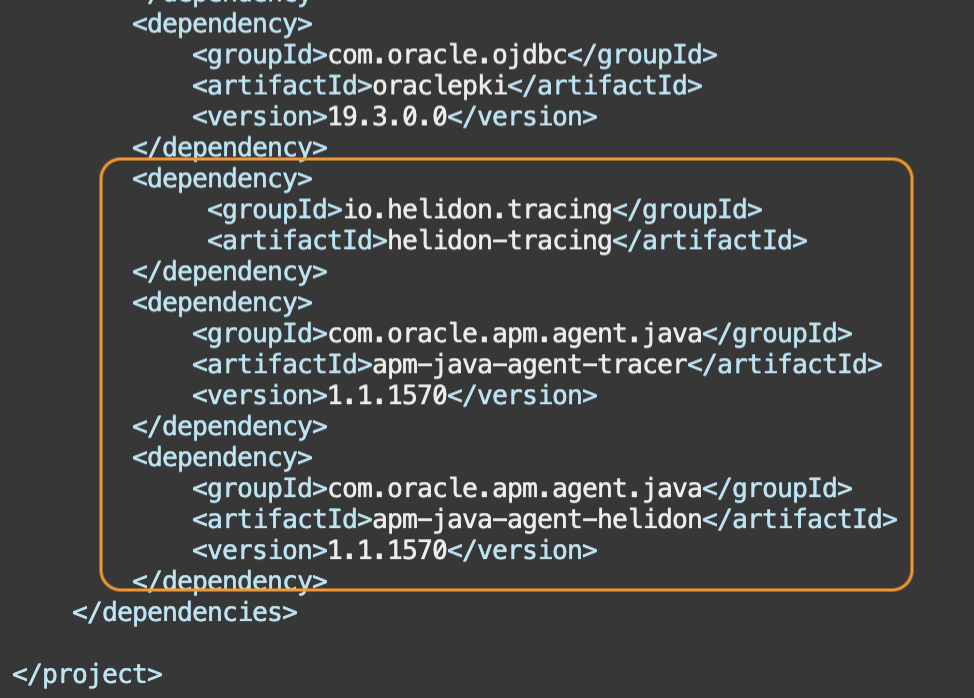 </dependency>
<dependency>
<groupId>com.oracle.ojdbc</groupId>
<artifactId>oraclepki</artifactId>
<version>19.3.0.0</version>
</dependency>
<dependency>
<groupId>io.helidon.tracing</groupId>
<artifactId>helidon-tracing</artifactId>
</dependency>
<dependency>
<groupId>com.oracle.apm.agent.java</groupId>
<artifactId>apm-java-agent-tracer</artifactId>
<version>1.1.1570</version>
</dependency>
<dependency>
<groupId>com.oracle.apm.agent.java</groupId>
<artifactId>apm-java-agent-helidon</artifactId>
<version>1.1.1570</version>
</dependency>
</dependencies>
</project>